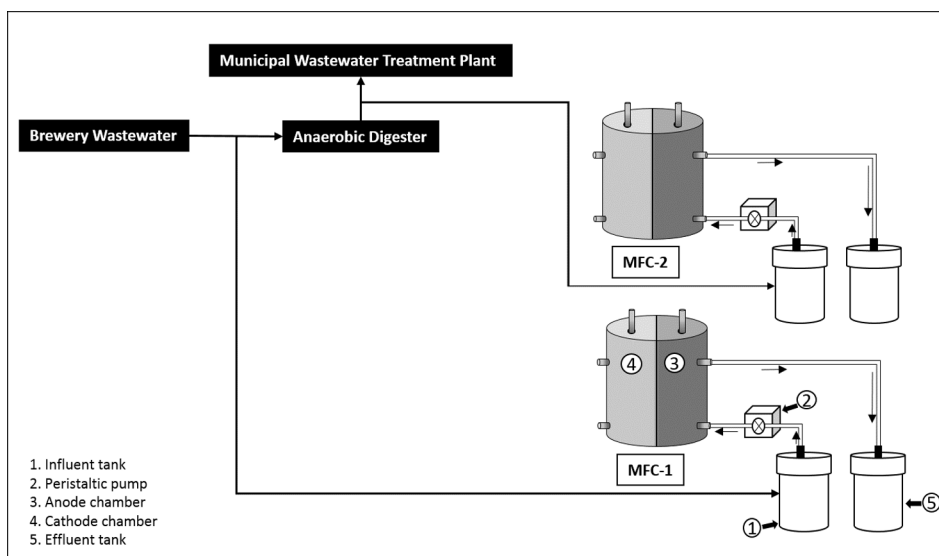 Municipal Wastewater Treatment Plant
Brewery Wastewater
Anaerobic Digester
MFC-2
4
3
2
MFC-1
1
5
1. Influent tank
2. Peristaltic pump
3. Anode chamber
4. Cathode chamber
5. Effluent tank